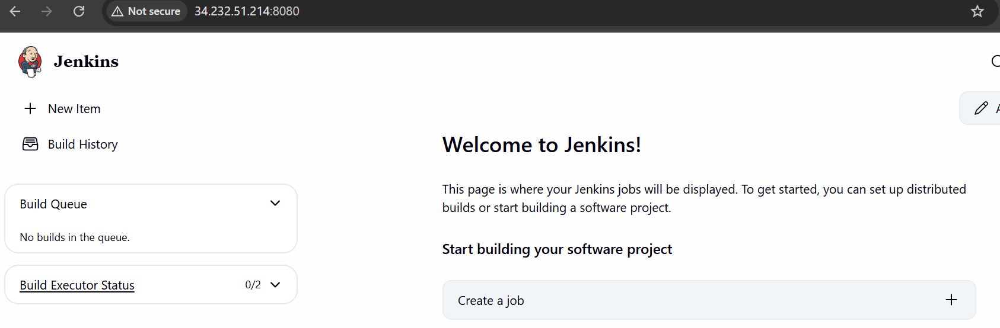 Not secure 34.232.51.214:8080
Jenkins
New Item
Build History
Welcome to Jenkins!
This page is where your Jenkins jobs will be displayed. To get started, you can set up distributed
builds or start building a software project.
Build Queue
No builds in the queue.
Start building your software project
Build Executor Status 0/2
Create a job